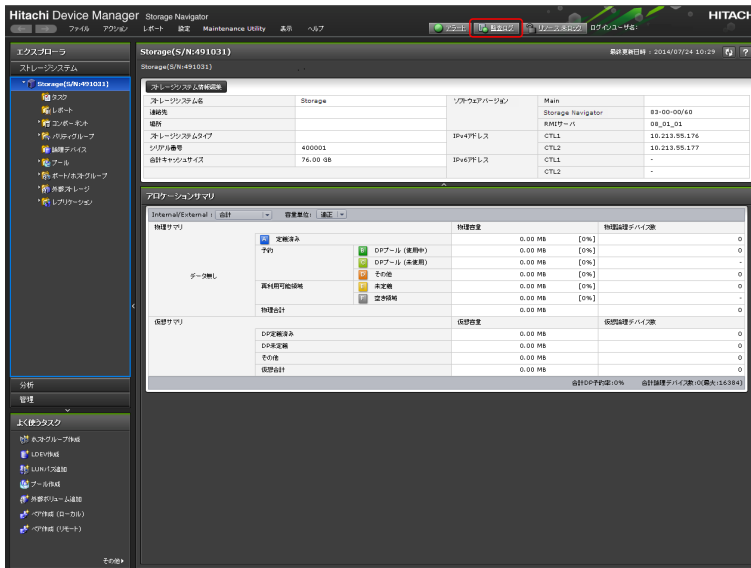 Hitachi Device Manager Storage Navigator
HITACH
ファイル アクション レポート 設定 Maintenance Utility 表示 ヘルプ
アラート 監査ログ リソース:未ロック ログインユーザ名:
エクスプローラ
ストレージシステム
Storage(S/N:491031)
タスク
レポート
コンポーネント
パリティグループ
論理デバイス
プール
ポート/ホストグループ
外部ストレージ
レプリケーション
分析
管理
よく使うタスク
ホストグループ作成
LDEV作成
LUNパス追加
プール作成
外部ボリューム追加
ペア作成 (ローカル)
ペア作成 (リモート)
その他
Storage(S/N:491031)
最終更新日時 : 2014/07/24 10:29
Storage(S/N:491031)
ストレージシステム情報編集
ストレージシステム名 Storage ソフトウェアバージョン Main
連絡先 Storage Navigator 83-00-00/60
場所 RMIサーバ 08_01_01
ストレージシステムタイプ IPv4アドレス CTL1 10.213.55.176
シリアル番号 400001 CTL2 10.213.55.177
合計キャッシュサイズ 76.00 GB IPv6アドレス CTL1 -
CTL2 -
アロケーションサマリ
Internal/External : 合計 容量単位: 適正
物理サマリ 物理容量 物理論理デバイス数
データ無し
A 定義済み 0.00 MB [0%] 0
予約 DPプール (使用中) 0.00 MB [0%] 0
DPプール (未使用) 0.00 MB [0%] -
その他 0.00 MB [0%] 0
再利用可能領域 未定義 0.00 MB [0%] 0
空き領域 0.00 MB [0%] -
物理合計 0.00 MB 0
仮想サマリ 仮想容量 仮想論理デバイス数
DP定義済み 0.00 MB 0
DP未定義 0.00 MB 0
その他 0.00 MB 0
仮想合計 0.00 MB 0
合計DP予約率:0% 合計論理デバイス数:0(最大:16384)